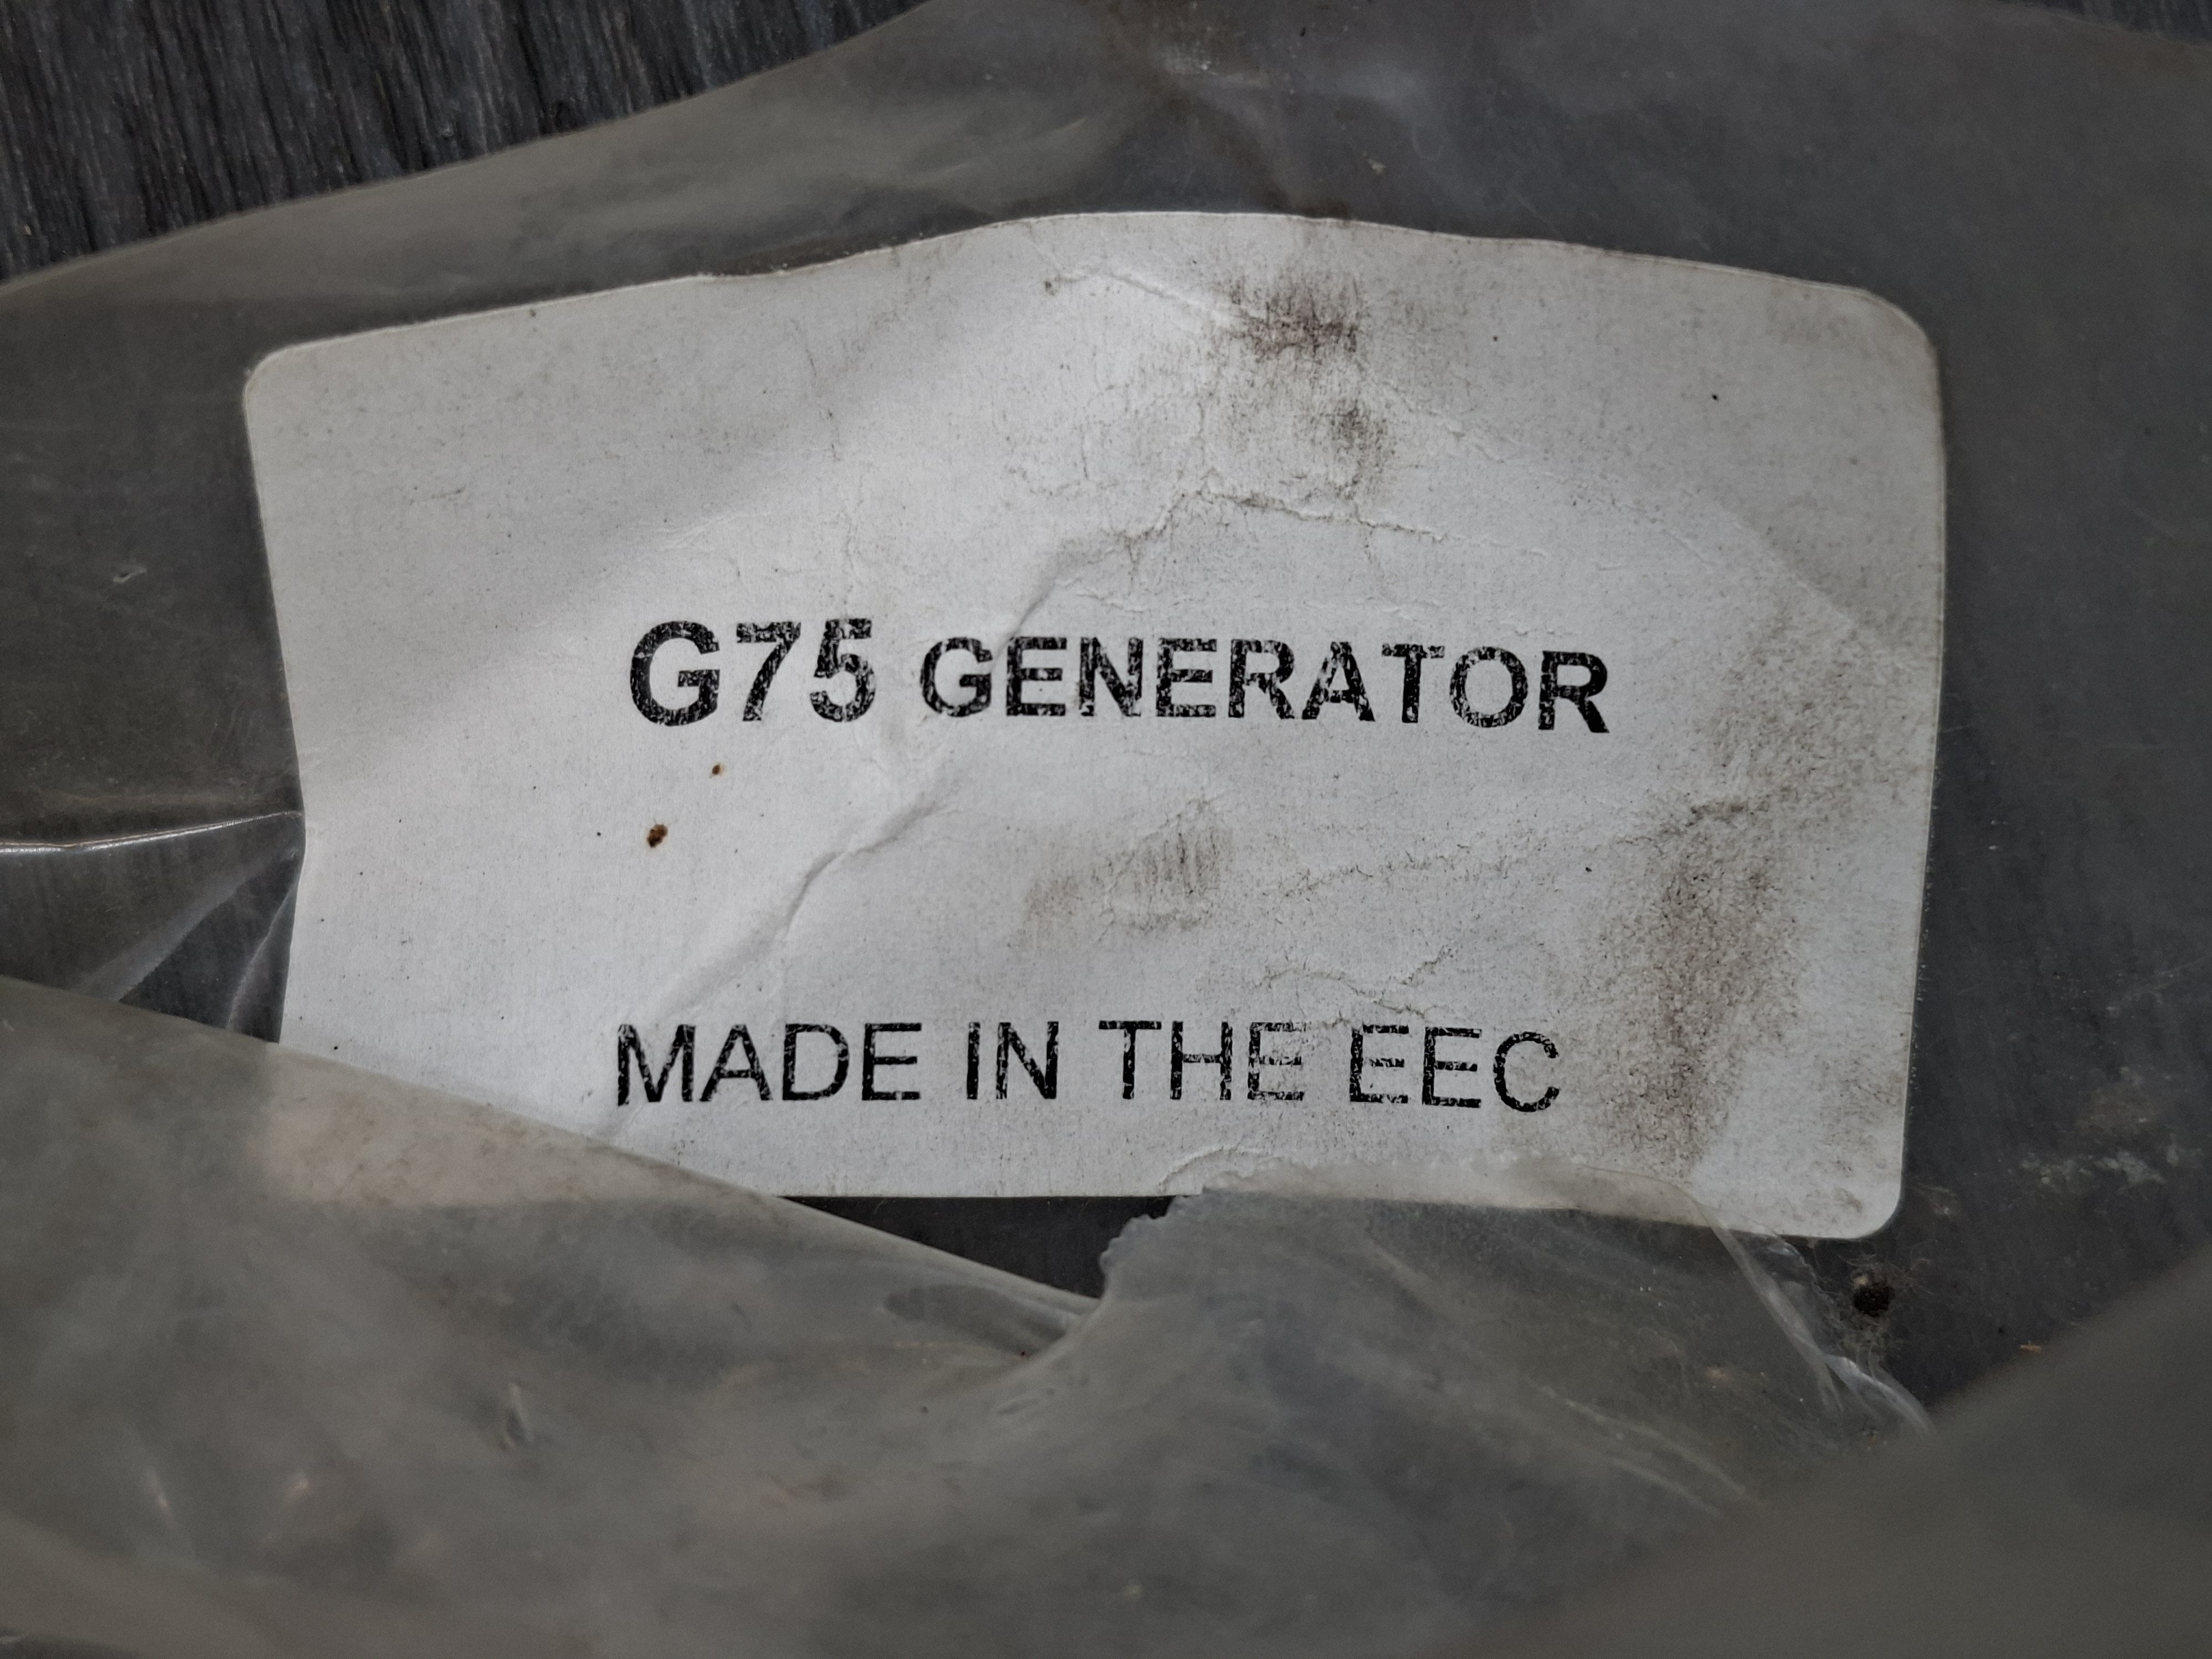 G75 GENERATOR
MADE IN THE EEC